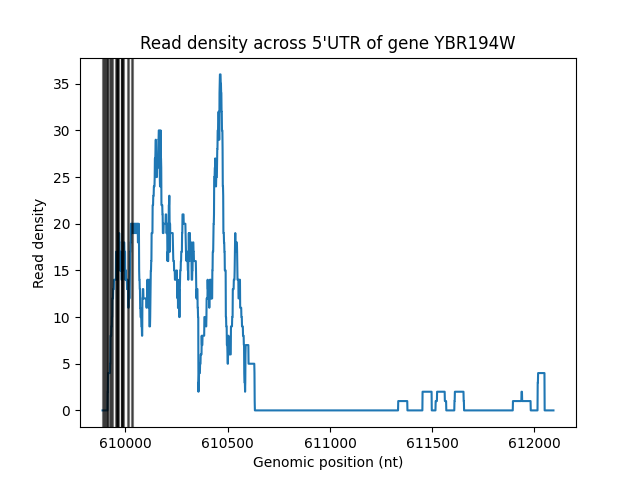 Read density across 5'UTR of gene YBR194W
35
30
25
20
15
10
5
0
Read density
610000 610500 611000 611500 612000
Genomic position (nt)